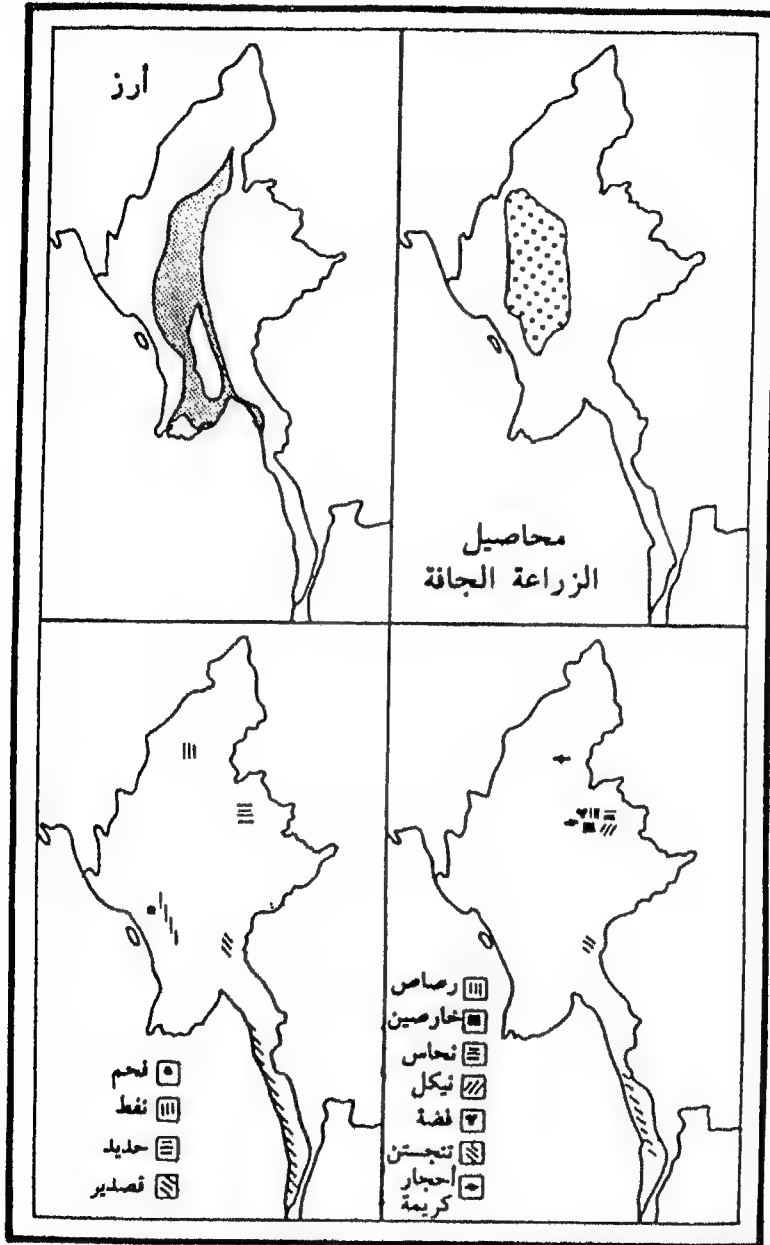 أرز
محاصيل
الزراعة الجافة
فحم
نفط
حديد
قصدير
رصاص
خارصين
نحاس
نيكل
فضة
تنجستن
أحجار
كريمة